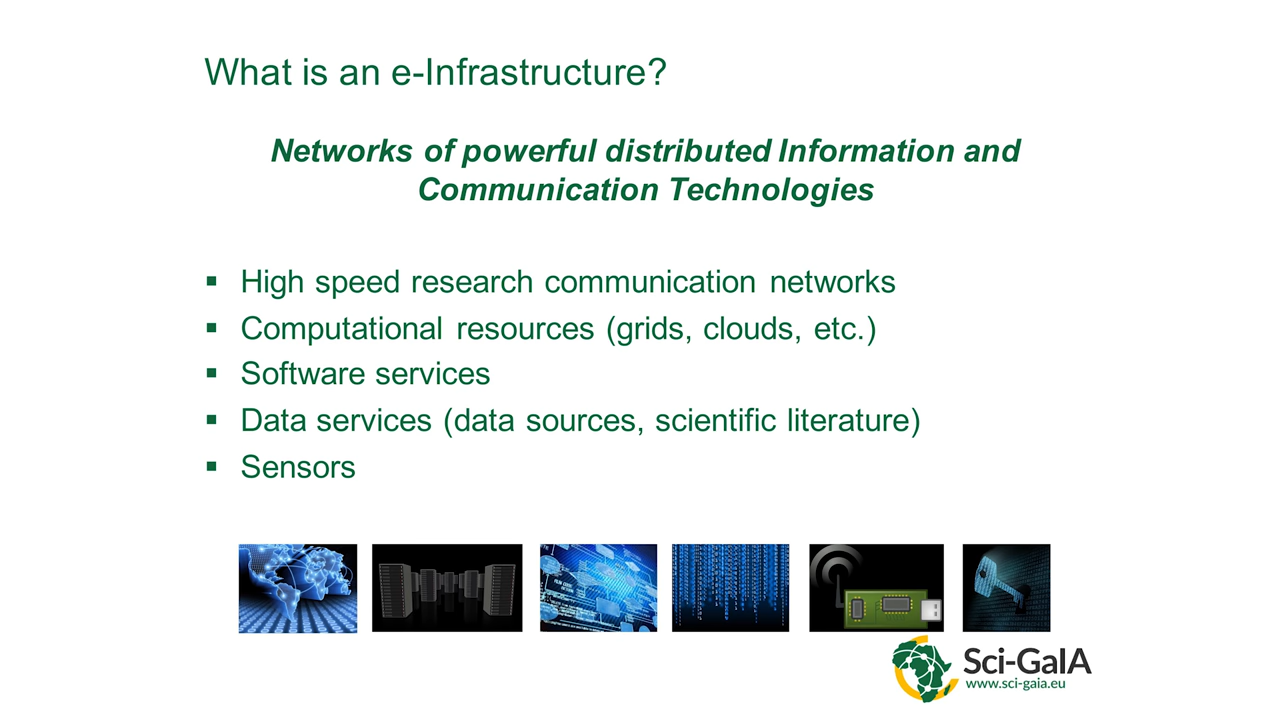 What is an e-Infrastructure?
Networks of powerful distributed Information and
Communication Technologies
▪ High speed research communication networks
▪ Computational resources (grids, clouds, etc.)
▪ Software services
▪ Data services (data sources, scientific literature)
▪ Sensors
Sci-GaIA
www.sci-gaia.eu